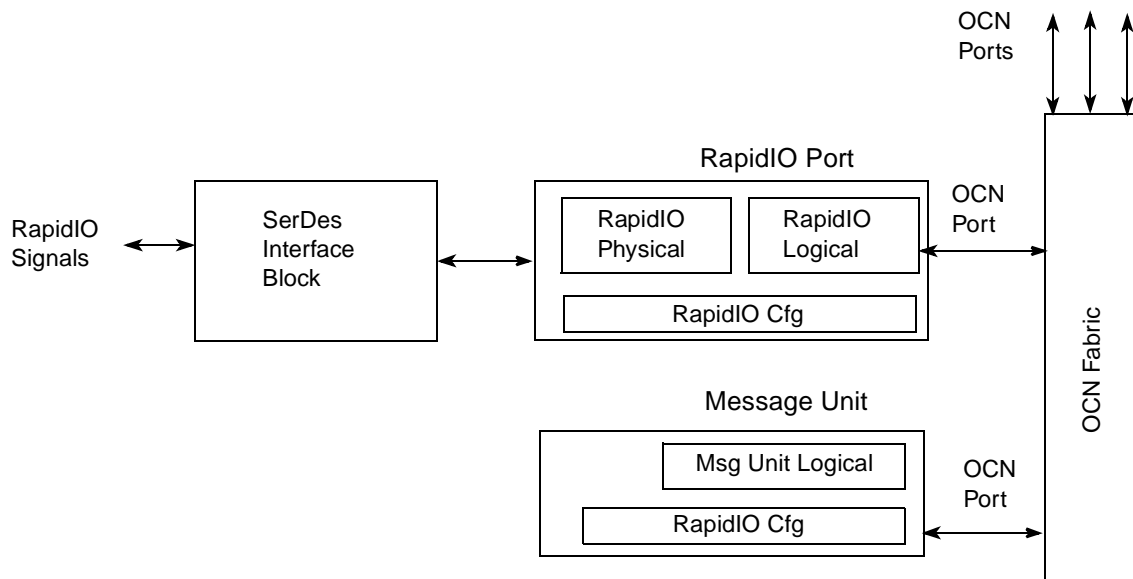 OCN
Ports
RapidIO Port
OCN
Port
RapidIO
Signals
SerDes
Interface
Block
RapidIO
Physical
RapidIO
Logical
RapidIO Cfg
OCN Fabric
Message Unit
Msg Unit Logical
RapidIO Cfg
OCN
Port